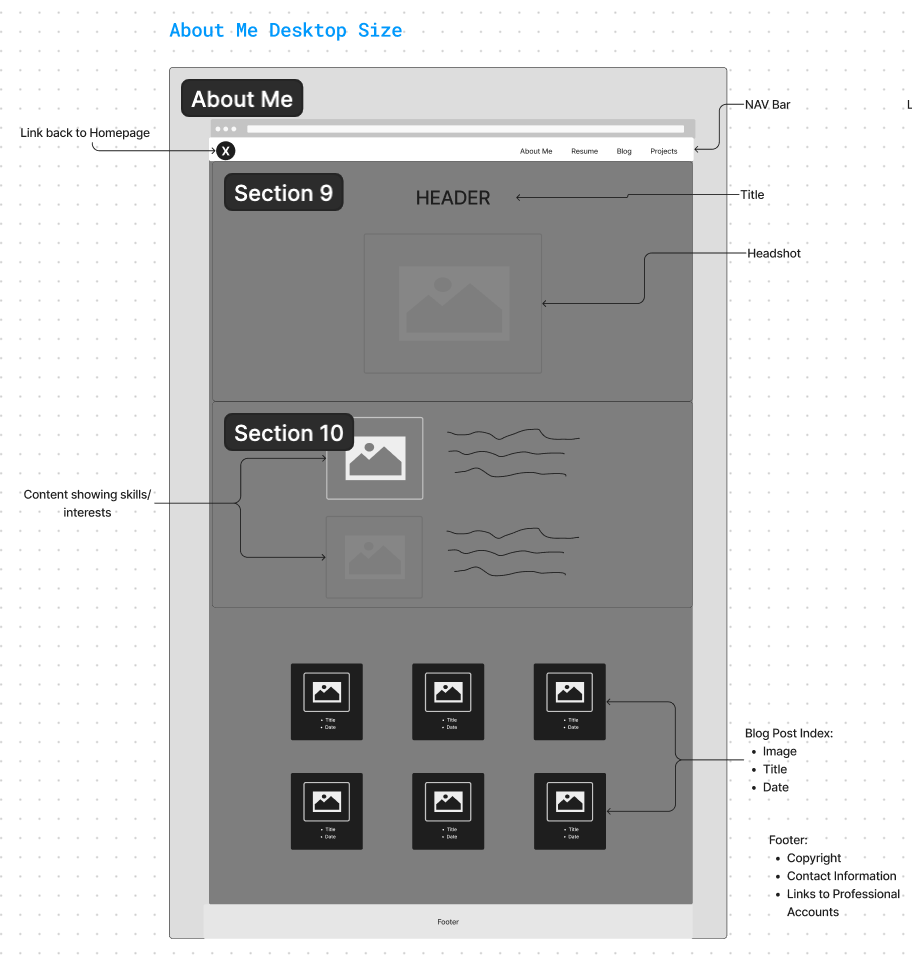 About Me Desktop Size
About Me
NAV Bar
L
Link back to Homepage
X
About Me
Resume
Blog
Projects
Section 9
HEADER
Title
Headshot
Section 10
Content showing skills/
interests
• Title
• Date
• Title
• Date
• Title
• Date
Blog Post Index:
• Image
• Title
• Date
• Title
• Date
• Title
• Date
• Title
• Date
Footer:
• Copyright
• Contact Information
• Links to Professional
Accounts
Footer